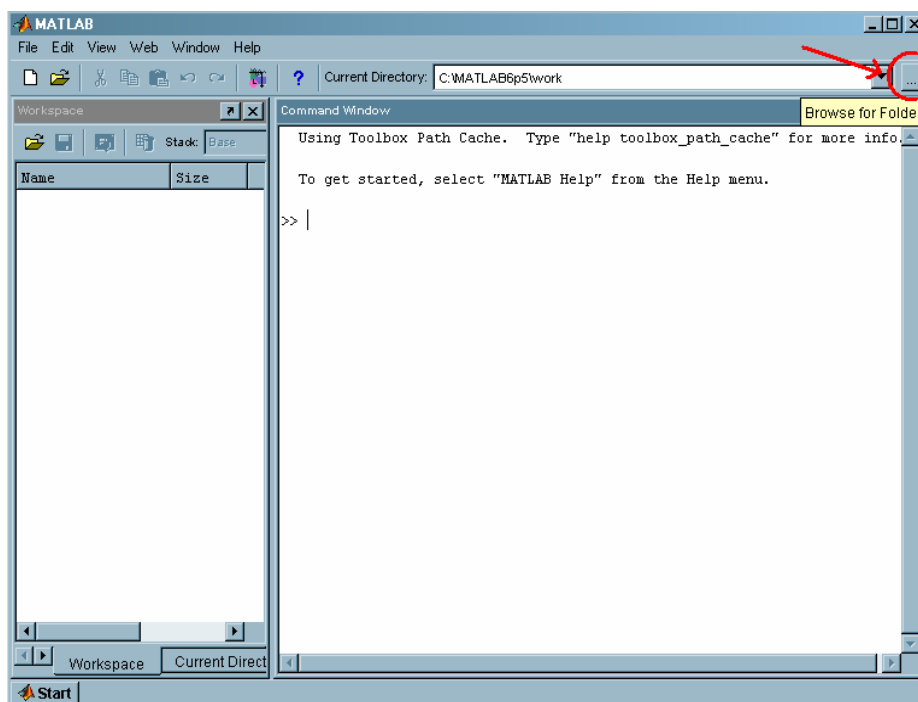 MATLAB
File Edit View Web Window Help
? Current Directory: C:\MATLAB6p5\work ...
Workspace
Command Window
Browse for Folde
Stack: Base
Using Toolbox Path Cache. Type "help toolbox_path_cache" for more info.
Name Size
To get started, select "MATLAB Help" from the Help menu.
>>
Workspace Current Direct
Start